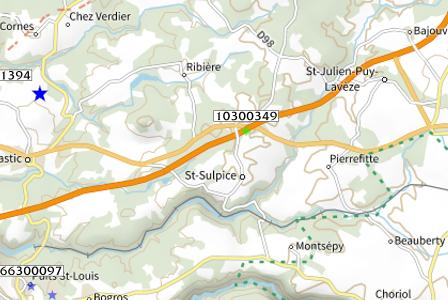 Cornes
Chez Verdier
D98
Bajouv
Ribière
1394
St-Julien-Puy-
Laveze
10300349
astic
Pierrefitte
St-Sulpice
Montsépy
Beauberty
66300097
Puits St-Louis
Bogros
Choriol